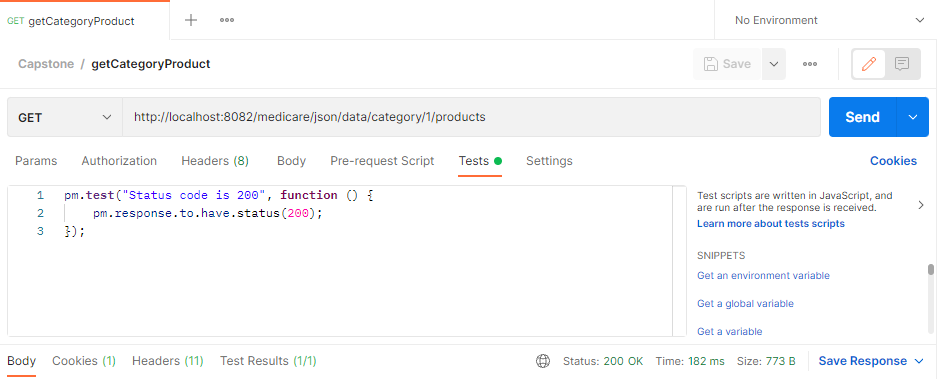 GET getCategoryProduct + ooo No Environment
Capstone / getCategoryProduct Save ooo
GET http://localhost:8082/medicare/json/data/category/1/products Send
Params Authorization Headers (8) Body Pre-request Script Tests Settings Cookies
1 pm.test("Status code is 200", function () {
2 pm.response.to.have.status(200);
3 });
Test scripts are written in JavaScript, and
are run after the response is received.
Learn more about tests scripts
SNIPPETS
Get an environment variable
Get a global variable
Get a variable
Body Cookies (1) Headers (11) Test Results (1/1) Status: 200 OK Time: 182 ms Size: 773 B Save Response